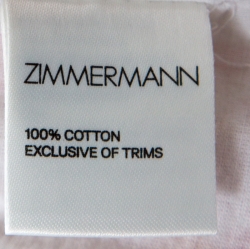 ZIMMERMANN
100% COTTON
EXCLUSIVE OF TRIMS